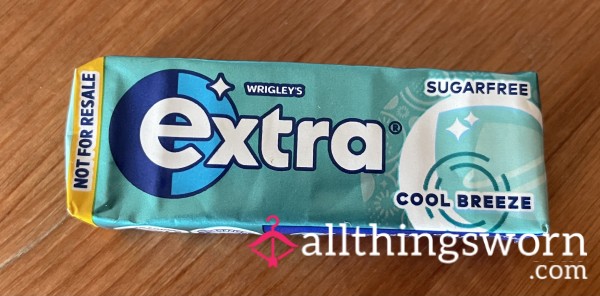 NOT FOR RESALE
WRIGLEY'S
extra®
SUGARFREE
COOL BREEZE
allthingsworn
.com